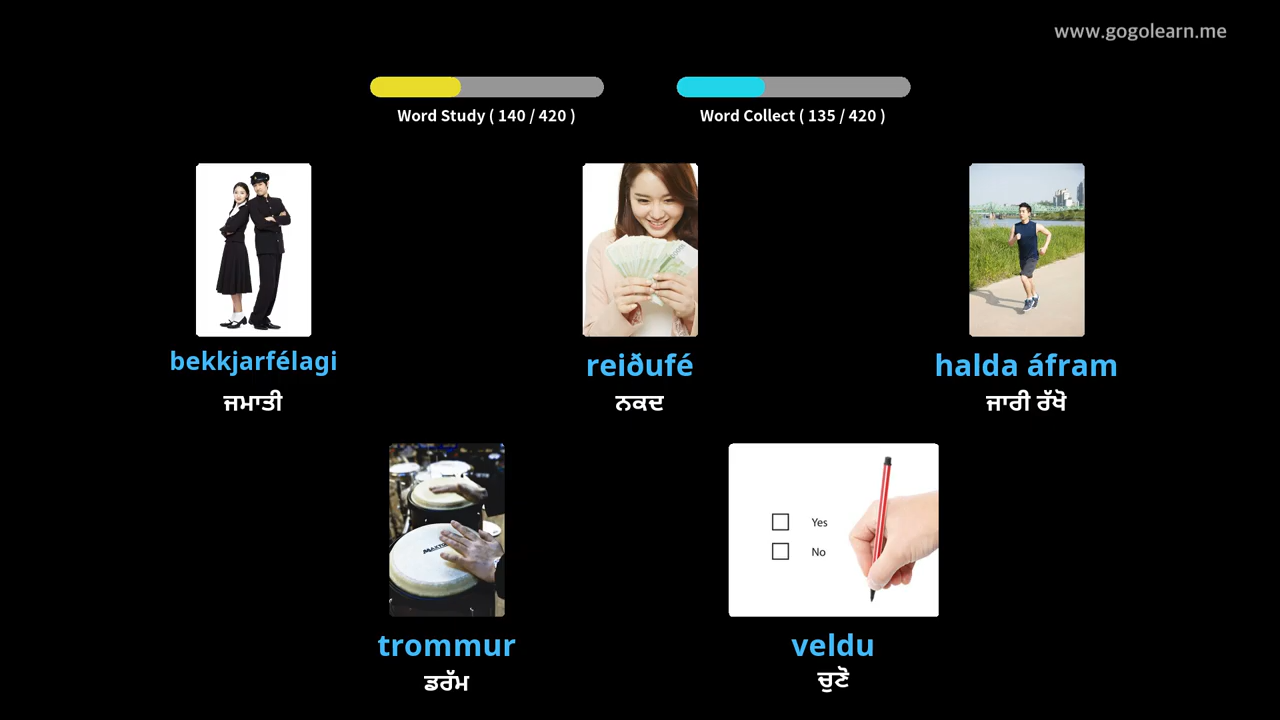 www.gogolearn.me
Word Study ( 140 / 420 )
Word Collect ( 135 / 420 )
bekkjarfélagi
ਜਮਾਤੀ
reiðufé
ਨਕਦ
halda áfram
ਜਾਰੀ ਰੱਖੋ
trommur
ਡਰੱਮ
Yes
No
veldu
ਚੁਣੋ